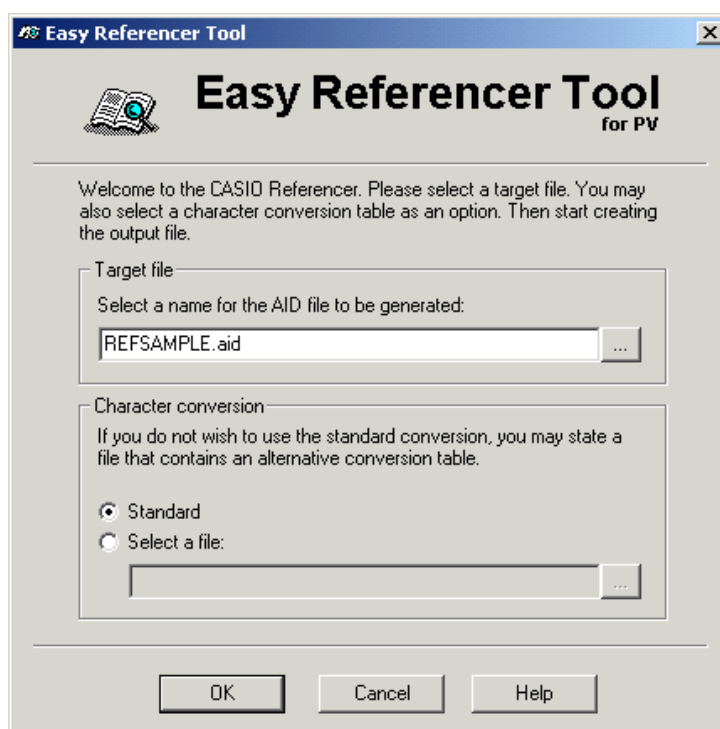 Easy Referencer Tool
Easy Referencer Tool
for PV
Welcome to the CASIO Referencer. Please select a target file. You may
also select a character conversion table as an option. Then start creating
the output file.
Target file
Select a name for the AID file to be generated:
REFSAMPLE.aid
...
Character conversion
If you do not wish to use the standard conversion, you may state a
file that contains an alternative conversion table.
Standard
Select a file:
...
OK Cancel Help